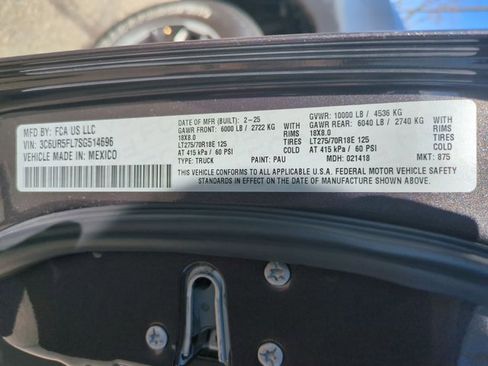 MFD BY: FCA US LLC
VIN: 3C6UR5FL7SG514696
VEHICLE MADE IN: MEXICO
DATE OF MFR (BUILT): 2-25
GAWR FRONT: 6000 LB / 2722 KG WITH
18X8.0 RIMS
LT275/70R18E 125 TIRES
AT 415 kPa / 60 PSI COLD
TYPE: TRUCK PAINT: PAU
GVWR: 10000 LB / 4536 KG
GAWR REAR: 6040 LB / 2740 KG WITH
18X8.0 RIMS
LT275/70R18E 125 TIRES
AT 415 kPa / 60 PSI COLD
MDH: 021418 MKT: 875
THIS VEHICLE CONFORMS TO ALL APPLICABLE U.S.A. FEDERAL MOTOR VEHICLE SAFETY
STANDARDS IN EFFECT ON THE DATE OF MANUFACTURE SHOWN ABOVE.